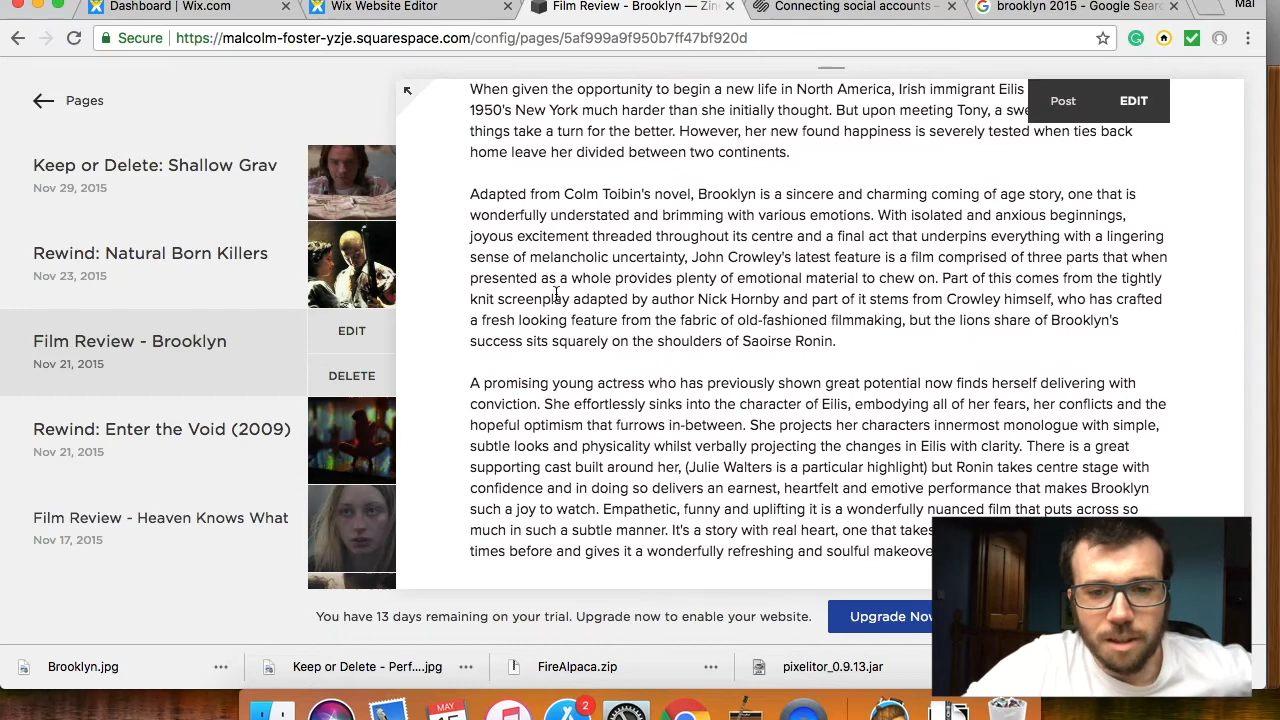 Dashboard | Wix.com
Wix Website Editor
Film Review - Brooklyn — Zin
Connecting social accounts –
brooklyn 2015 - Google Sear
Mal
Secure
https://malcolm-foster-yzje.squarespace.com/config/pages/5af999a9f950b7ff47bf920d
Pages
Keep or Delete: Shallow Grav
Nov 29, 2015
Rewind: Natural Born Killers
Nov 23, 2015
Film Review - Brooklyn
Nov 21, 2015
EDIT
DELETE
Rewind: Enter the Void (2009)
Nov 21, 2015
Film Review - Heaven Knows What
Nov 17, 2015
Post
EDIT
When given the opportunity to begin a new life in North America, Irish immigrant Eilis
1950's New York much harder than she initially thought. But upon meeting Tony, a swe
things take a turn for the better. However, her new found happiness is severely tested when ties back
home leave her divided between two continents.
Adapted from Colm Toibin's novel, Brooklyn is a sincere and charming coming of age story, one that is
wonderfully understated and brimming with various emotions. With isolated and anxious beginnings,
joyous excitement threaded throughout its centre and a final act that underpins everything with a lingering
sense of melancholic uncertainty, John Crowley's latest feature is a film comprised of three parts that when
presented as a whole provides plenty of emotional material to chew on. Part of this comes from the tightly
knit screenplay adapted by author Nick Hornby and part of it stems from Crowley himself, who has crafted
a fresh looking feature from the fabric of old-fashioned filmmaking, but the lions share of Brooklyn's
success sits squarely on the shoulders of Saoirse Ronin.
A promising young actress who has previously shown great potential now finds herself delivering with
conviction. She effortlessly sinks into the character of Eilis, embodying all of her fears, her conflicts and the
hopeful optimism that furrows in-between. She projects her characters innermost monologue with simple,
subtle looks and physicality whilst verbally projecting the changes in Eilis with clarity. There is a great
supporting cast built around her, (Julie Walters is a particular highlight) but Ronin takes centre stage with
confidence and in doing so delivers an earnest, heartfelt and emotive performance that makes Brooklyn
such a joy to watch. Empathetic, funny and uplifting it is a wonderfully nuanced film that puts across so
much in such a subtle manner. It's a story with real heart, one that takes
times before and gives it a wonderfully refreshing and soulful makeove
You have 13 days remaining on your trial. Upgrade now to enable your website.
Upgrade Now
Brooklyn.jpg
Keep or Delete - Perf....jpg
FireAlpaca.zip
pixelitor_0.9.13.jar
MAY
2